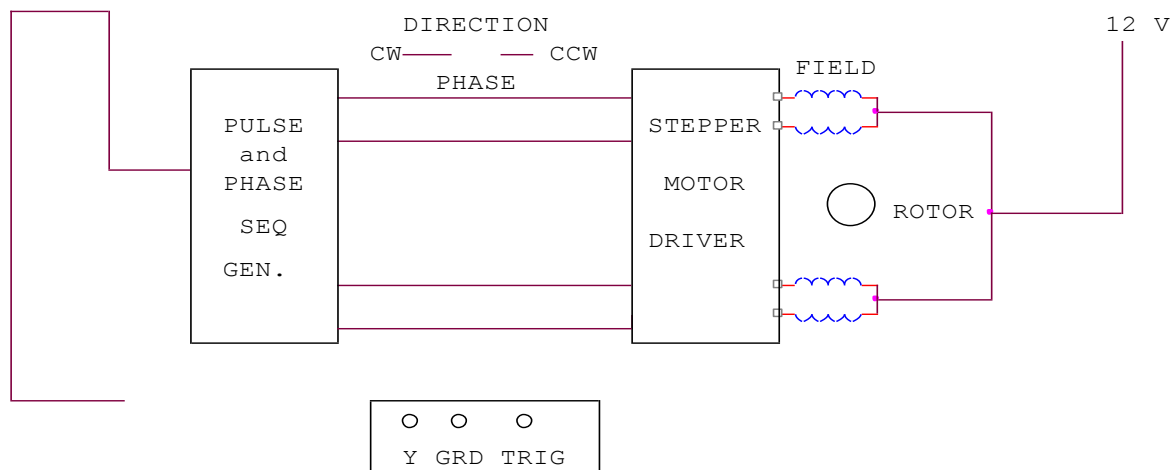 DIRECTION
12 V
CW CCW
PHASE
FIELD
PULSE
and
PHASE
SEQ
GEN.
STEPPER
MOTOR
DRIVER
ROTOR
Y GRD TRIG